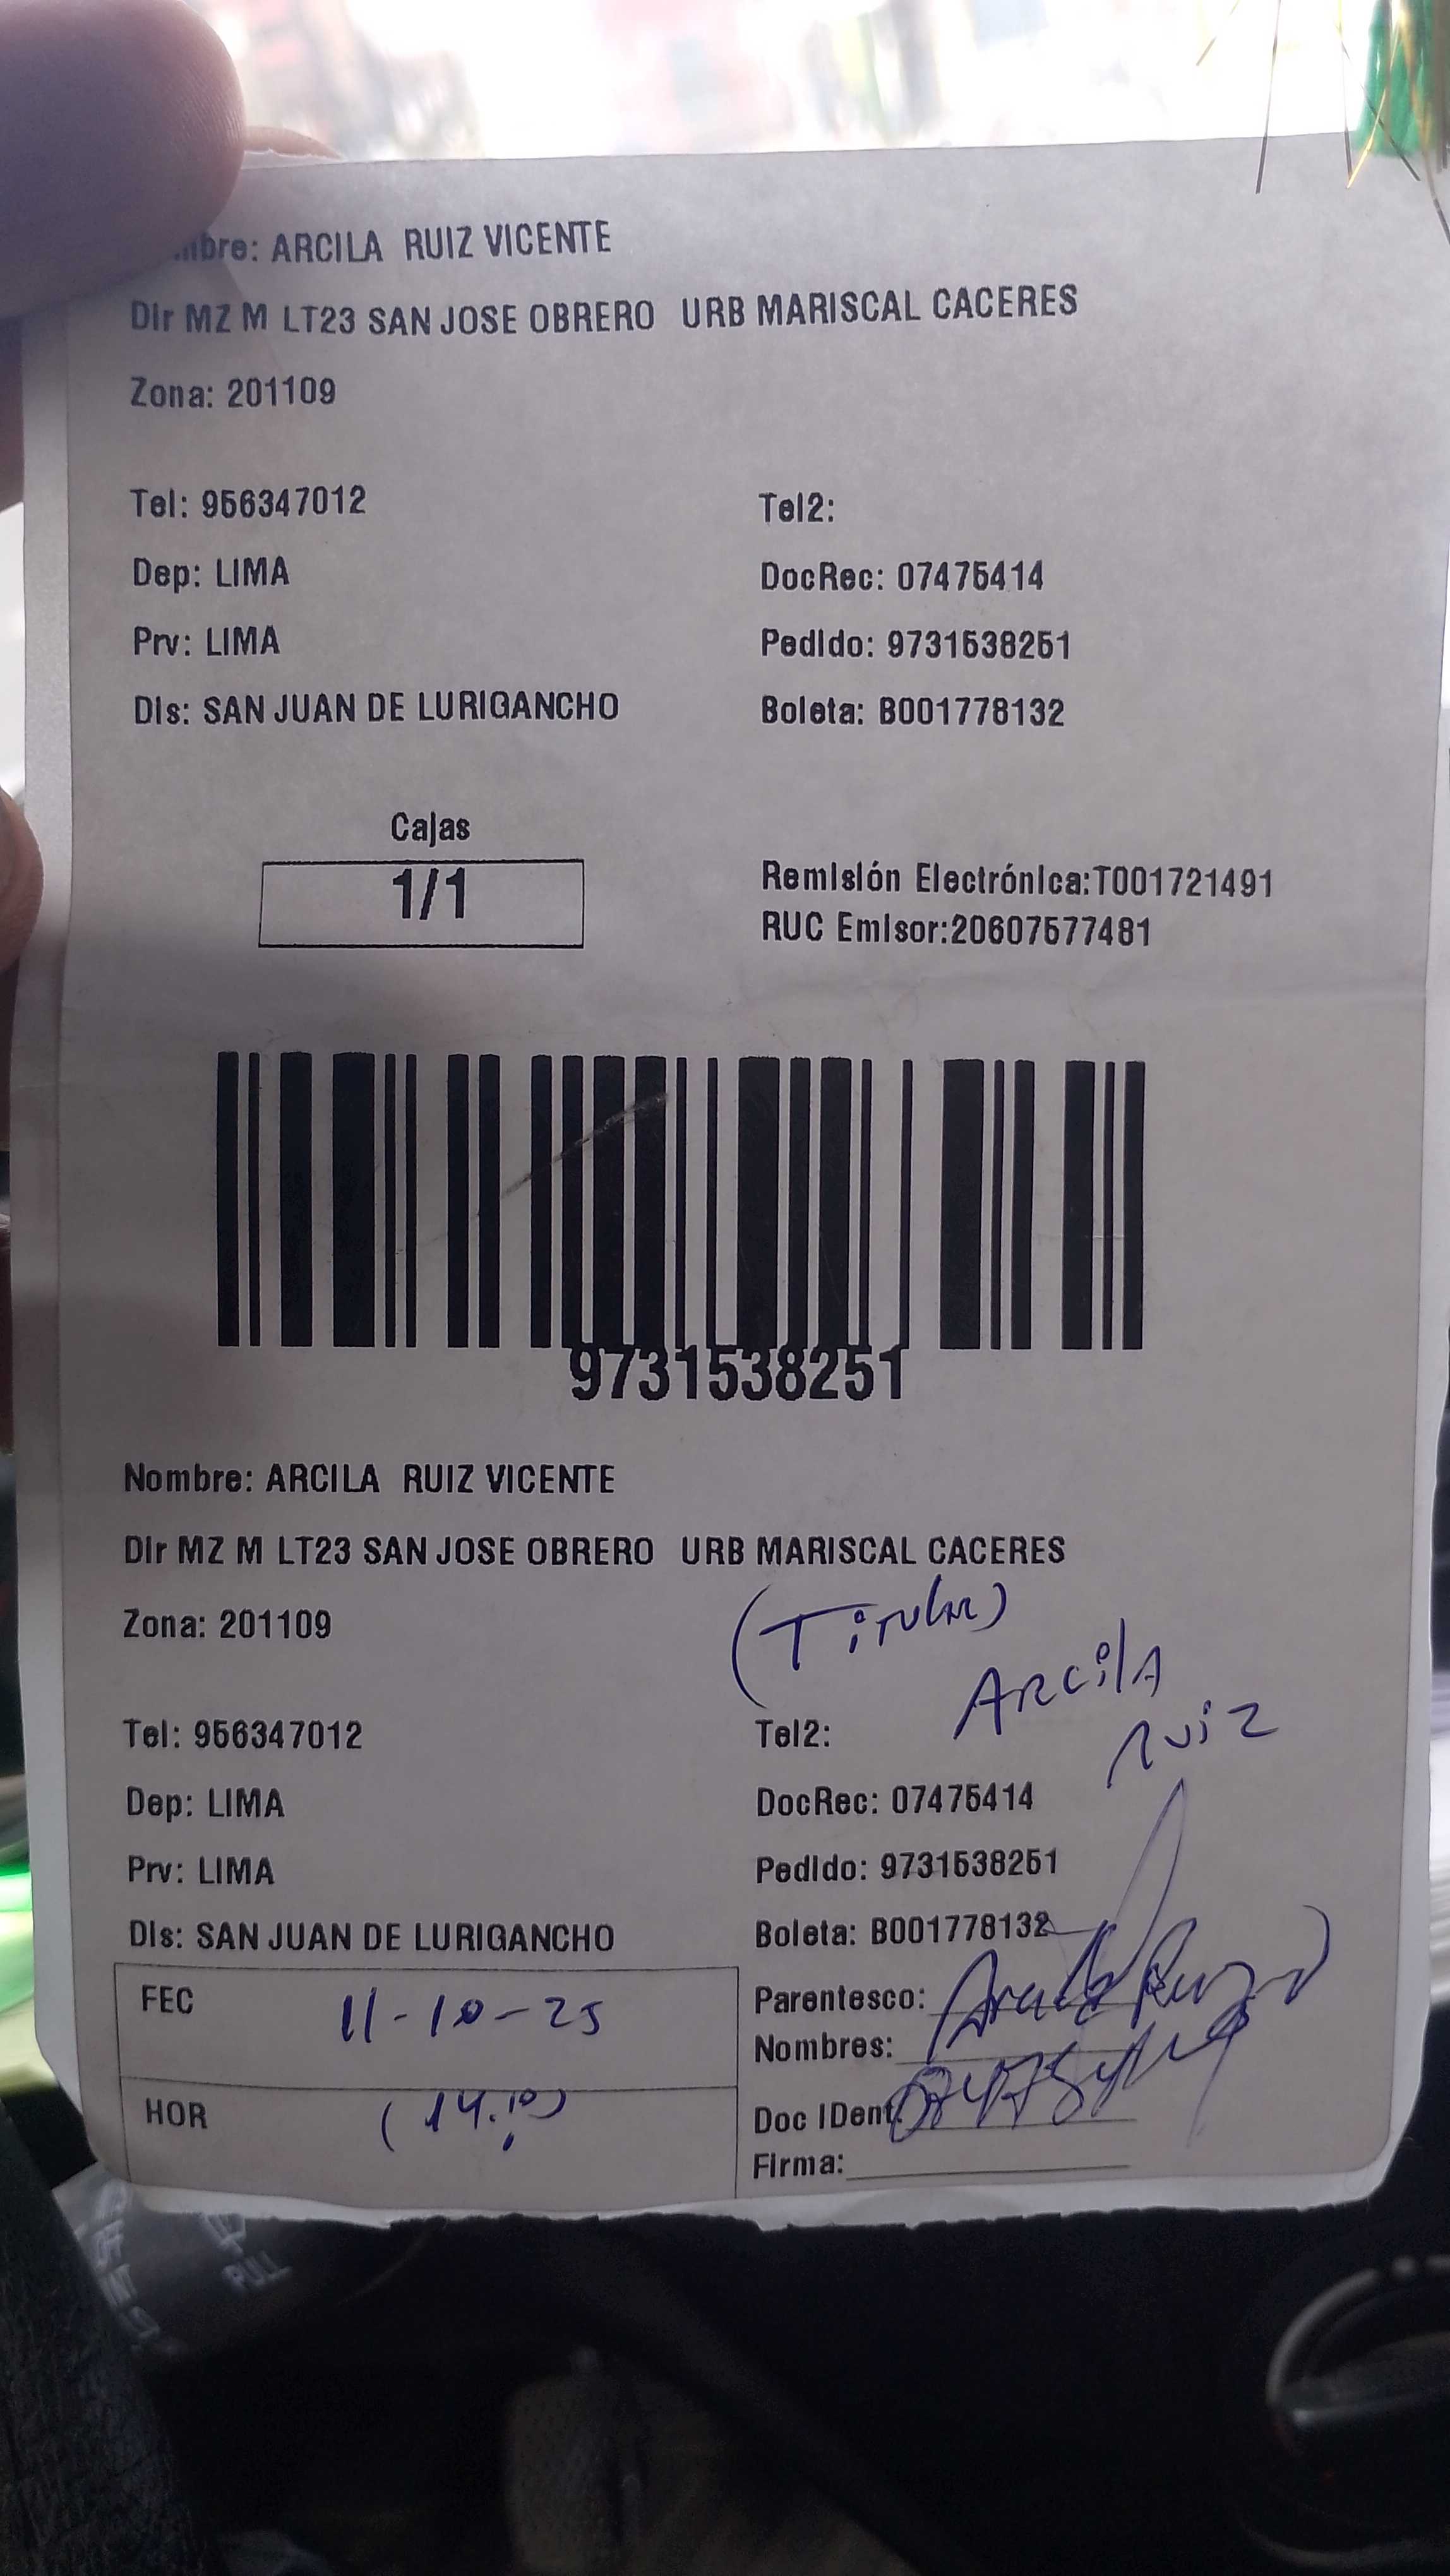 bre: ARCILA RUIZ VICENTE
Dir MZ M LT23 SAN JOSE OBRERO URB MARISCAL CACERES
Zona: 201109
Tel: 956347012
Tel2:
Dep: LIMA
DocRec: 07475414
Prv: LIMA
Pedido: 9731538251
Dis: SAN JUAN DE LURIGANCHO
Boleta: B001778132
Cajas
1/1
Remisión Electrónica:T001721491
RUC Emisor:20607577481
9731538251
Nombre: ARCILA RUIZ VICENTE
Dir MZ M LT23 SAN JOSE OBRERO URB MARISCAL CACERES
Zona: 201109
(Titular)
Arcila
Ruiz
Tel: 956347012
Tel2:
Dep: LIMA
DocRec: 07475414
Prv: LIMA
Pedido: 9731538251
Dis: SAN JUAN DE LURIGANCHO
Boleta: B001778132
FEC 11-10-25
Parentesco:
Nombres:
HOR (14:10)
Doc IDent:
Firma:
PULL